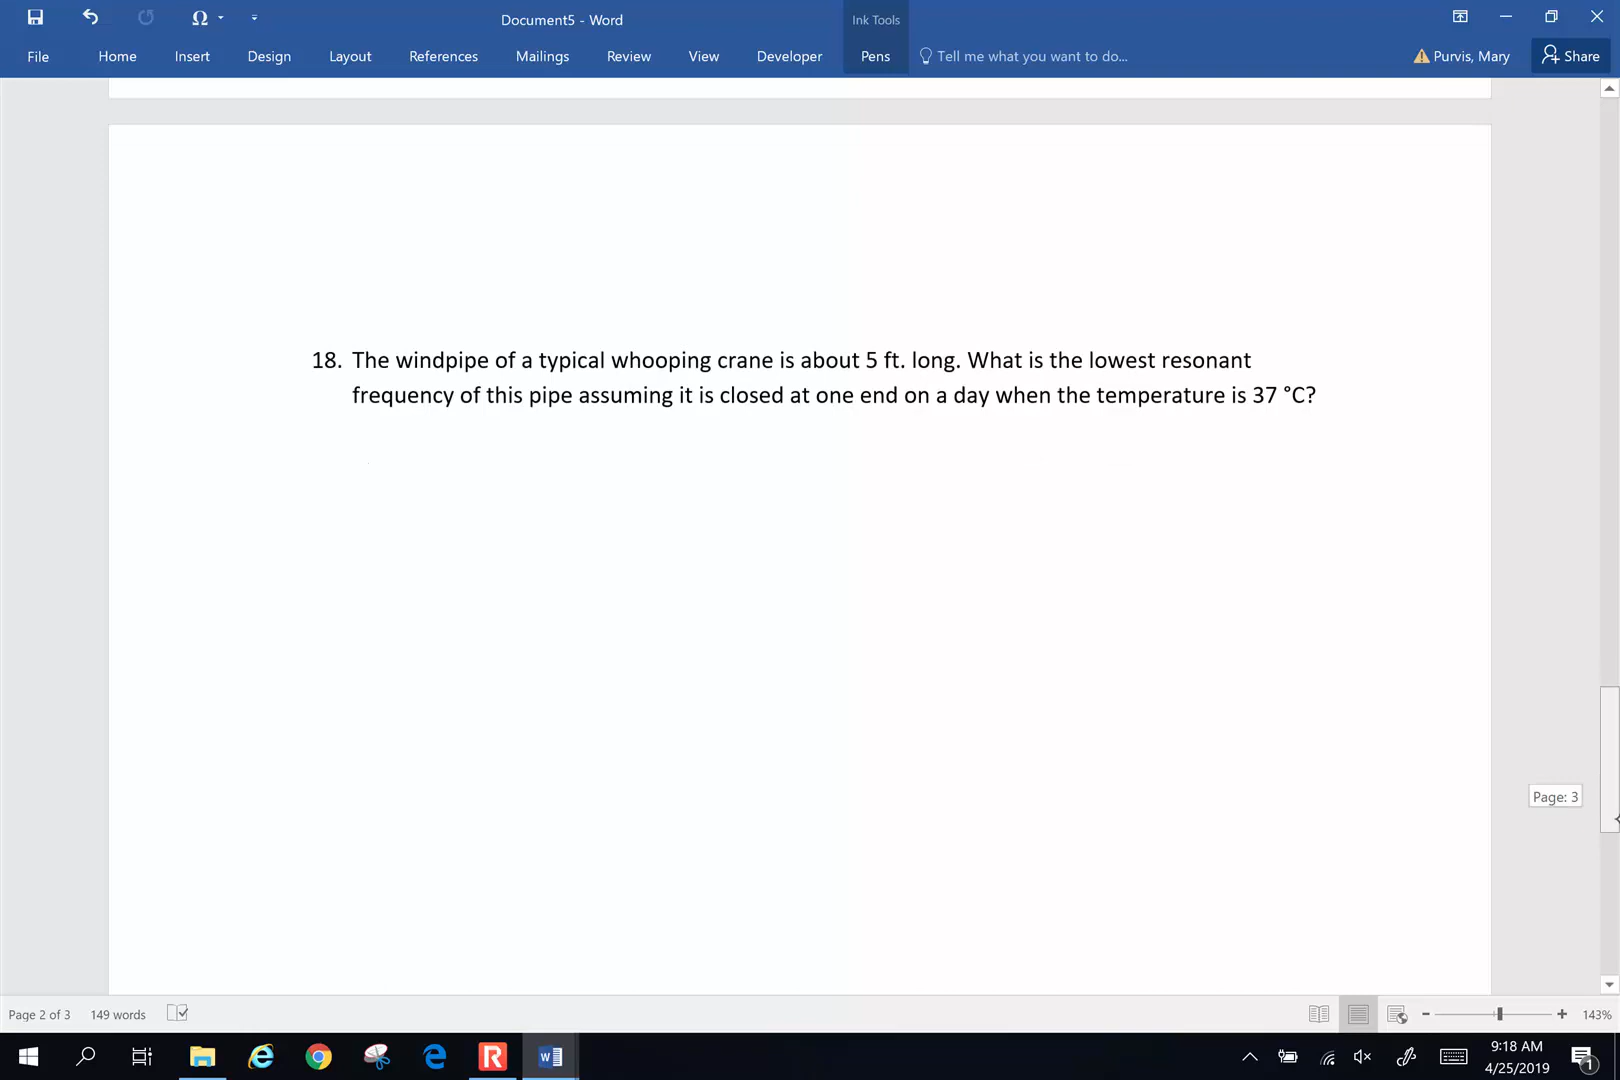 Document5 - Word
Ink Tools
File
Home
Insert
Design
Layout
References
Mailings
Review
View
Developer
Pens
Tell me what you want to do...
Purvis, Mary
Share
18. The windpipe of a typical whooping crane is about 5 ft. long. What is the lowest resonant
frequency of this pipe assuming it is closed at one end on a day when the temperature is 37 °C?
Page: 3
Page 2 of 3
149 words
143%
9:18 AM
4/25/2019
1